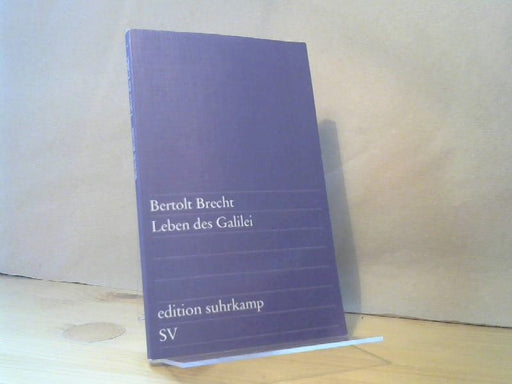 Bertolt Brecht
Leben des Galilei
edition suhrkamp
SV